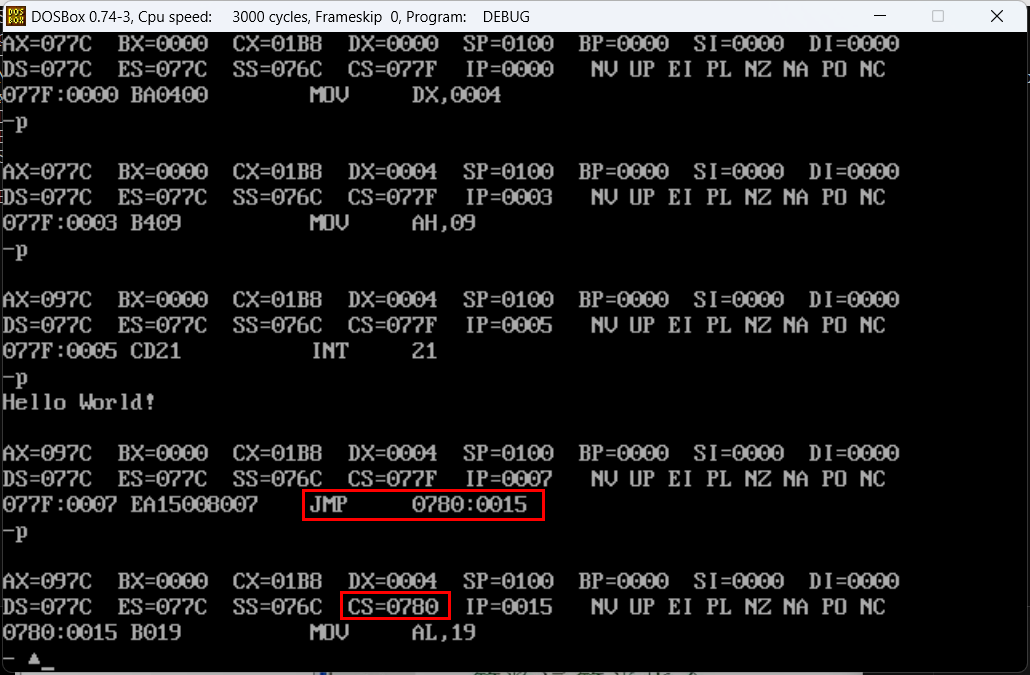 DOSBox 0.74-3, Cpu speed: 3000 cycles, Frameskip 0, Program: DEBUG
AX=077C BX=0000 CX=01B8 DX=0000 SP=0100 BP=0000 SI=0000 DI=0000
DS=077C ES=077C SS=076C CS=077F IP=0000 NV UP EI PL NZ NA PO NC
077F:0000 BA0400 MOV DX,0004
-p
AX=077C BX=0000 CX=01B8 DX=0004 SP=0100 BP=0000 SI=0000 DI=0000
DS=077C ES=077C SS=076C CS=077F IP=0003 NV UP EI PL NZ NA PO NC
077F:0003 B409 MOV AH,09
-p
AX=097C BX=0000 CX=01B8 DX=0004 SP=0100 BP=0000 SI=0000 DI=0000
DS=077C ES=077C SS=076C CS=077F IP=0005 NV UP EI PL NZ NA PO NC
077F:0005 CD21 INT 21
-p
Hello World!
AX=097C BX=0000 CX=01B8 DX=0004 SP=0100 BP=0000 SI=0000 DI=0000
DS=077C ES=077C SS=076C CS=077F IP=0007 NV UP EI PL NZ NA PO NC
077F:0007 EA15008007 JMP 0780:0015
-p
AX=097C BX=0000 CX=01B8 DX=0004 SP=0100 BP=0000 SI=0000 DI=0000
DS=077C ES=077C SS=076C CS=0780 IP=0015 NV UP EI PL NZ NA PO NC
0780:0015 B019 MOV AL,19
- ▲_